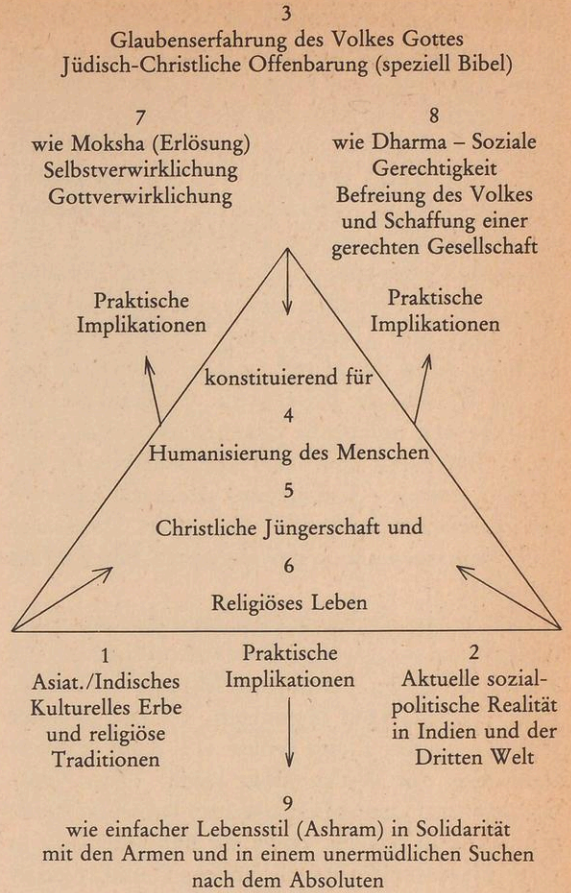 3
Glaubenserfahrung des Volkes Gottes
Jüdisch-Christliche Offenbarung (speziell Bibel)
7
wie Moksha (Erlösung)
Selbstverwirklichung
Gottverwirklichung
8
wie Dharma – Soziale
Gerechtigkeit
Befreiung des Volkes
und Schaffung einer
gerechten Gesellschaft
Praktische
Implikationen
Praktische
Implikationen
konstituierend für
4
Humanisierung des Menschen
5
Christliche Jüngerschaft und
6
Religiöses Leben
1
Asiat./Indisches
Kulturelles Erbe
und religiöse
Traditionen
Praktische
Implikationen
2
Aktuelle sozial-
politische Realität
in Indien und der
Dritten Welt
9
wie einfacher Lebensstil (Ashram) in Solidarität
mit den Armen und in einem unermüdlichen Suchen
nach dem Absoluten